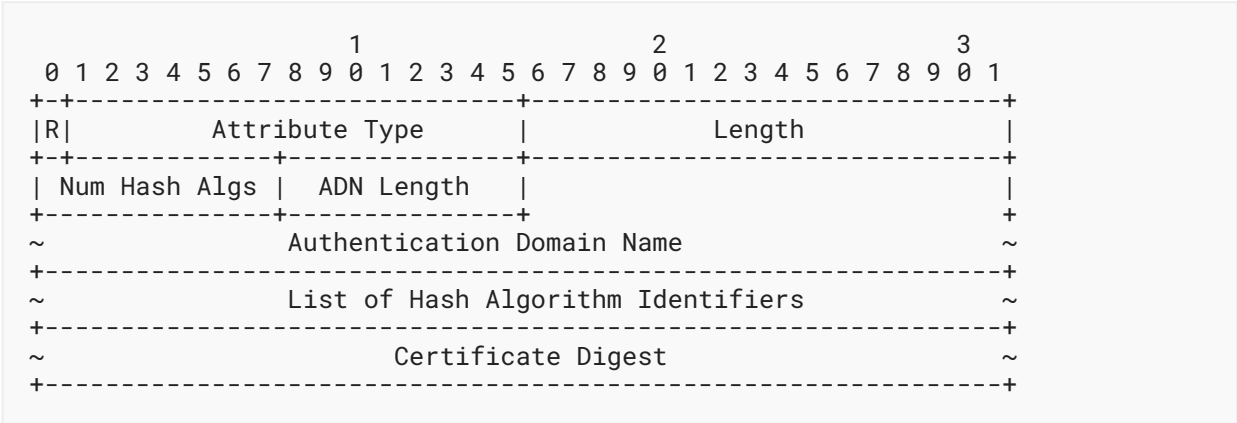 1                   2                   3
 0 1 2 3 4 5 6 7 8 9 0 1 2 3 4 5 6 7 8 9 0 1 2 3 4 5 6 7 8 9 0 1
+-+-----------------------------+-------------------------------+
|R|         Attribute Type      |            Length             |
+-+-------------+---------------+-------------------------------+
| Num Hash Algs |  ADN Length   |                               |
+---------------+---------------+                               +
~                Authentication Domain Name                     ~
+---------------------------------------------------------------+
~                List of Hash Algorithm Identifiers             ~
+---------------------------------------------------------------+
~                       Certificate Digest                      ~
+---------------------------------------------------------------+